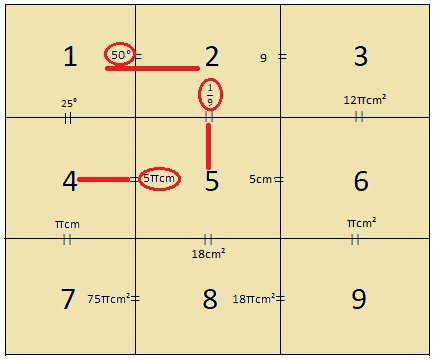 1 50° = 2 9 = 3
25° 1/9 12πcm²
4 = 5πcm 5 5cm = 6
πcm πcm²
18cm²
7 75πcm² = 8 18πcm² = 9